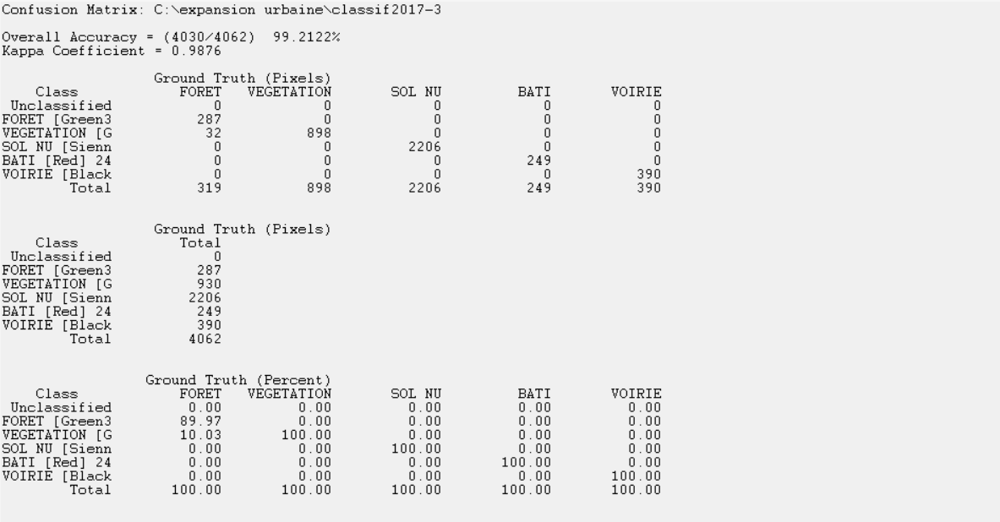 Confusion Matrix: C:\expansion urbaine\classif2017-3
Overall Accuracy = (4030/4062) 99.2122%
Kappa Coefficient = 0.9876
Ground Truth (Pixels)
Class FORET VEGETATION SOL NU BATI VOIRIE
Unclassified 0 0 0 0 0
FORET [Green3 287 0 0 0 0
VEGETATION [G 32 898 0 0 0
SOL NU [Sienn 0 0 2206 0 0
BATI [Red] 24 0 0 0 249 0
VOIRIE [Black 0 0 0 0 390
Total 319 898 2206 249 390
Ground Truth (Pixels)
Class Total
Unclassified 0
FORET [Green3 287
VEGETATION [G 930
SOL NU [Sienn 2206
BATI [Red] 24 249
VOIRIE [Black 390
Total 4062
Ground Truth (Percent)
Class FORET VEGETATION SOL NU BATI VOIRIE
Unclassified 0.00 0.00 0.00 0.00 0.00
FORET [Green3 89.97 0.00 0.00 0.00 0.00
VEGETATION [G 10.03 100.00 0.00 0.00 0.00
SOL NU [Sienn 0.00 0.00 100.00 0.00 0.00
BATI [Red] 24 0.00 0.00 0.00 100.00 0.00
VOIRIE [Black 0.00 0.00 0.00 0.00 100.00
Total 100.00 100.00 100.00 100.00 100.00